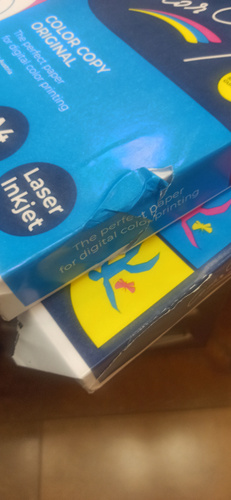 COLOR COPY
ORIGINAL
The perfect paper
for digital color printing
A4
Laser
Inkjet
The perfect paper
for digital color printing